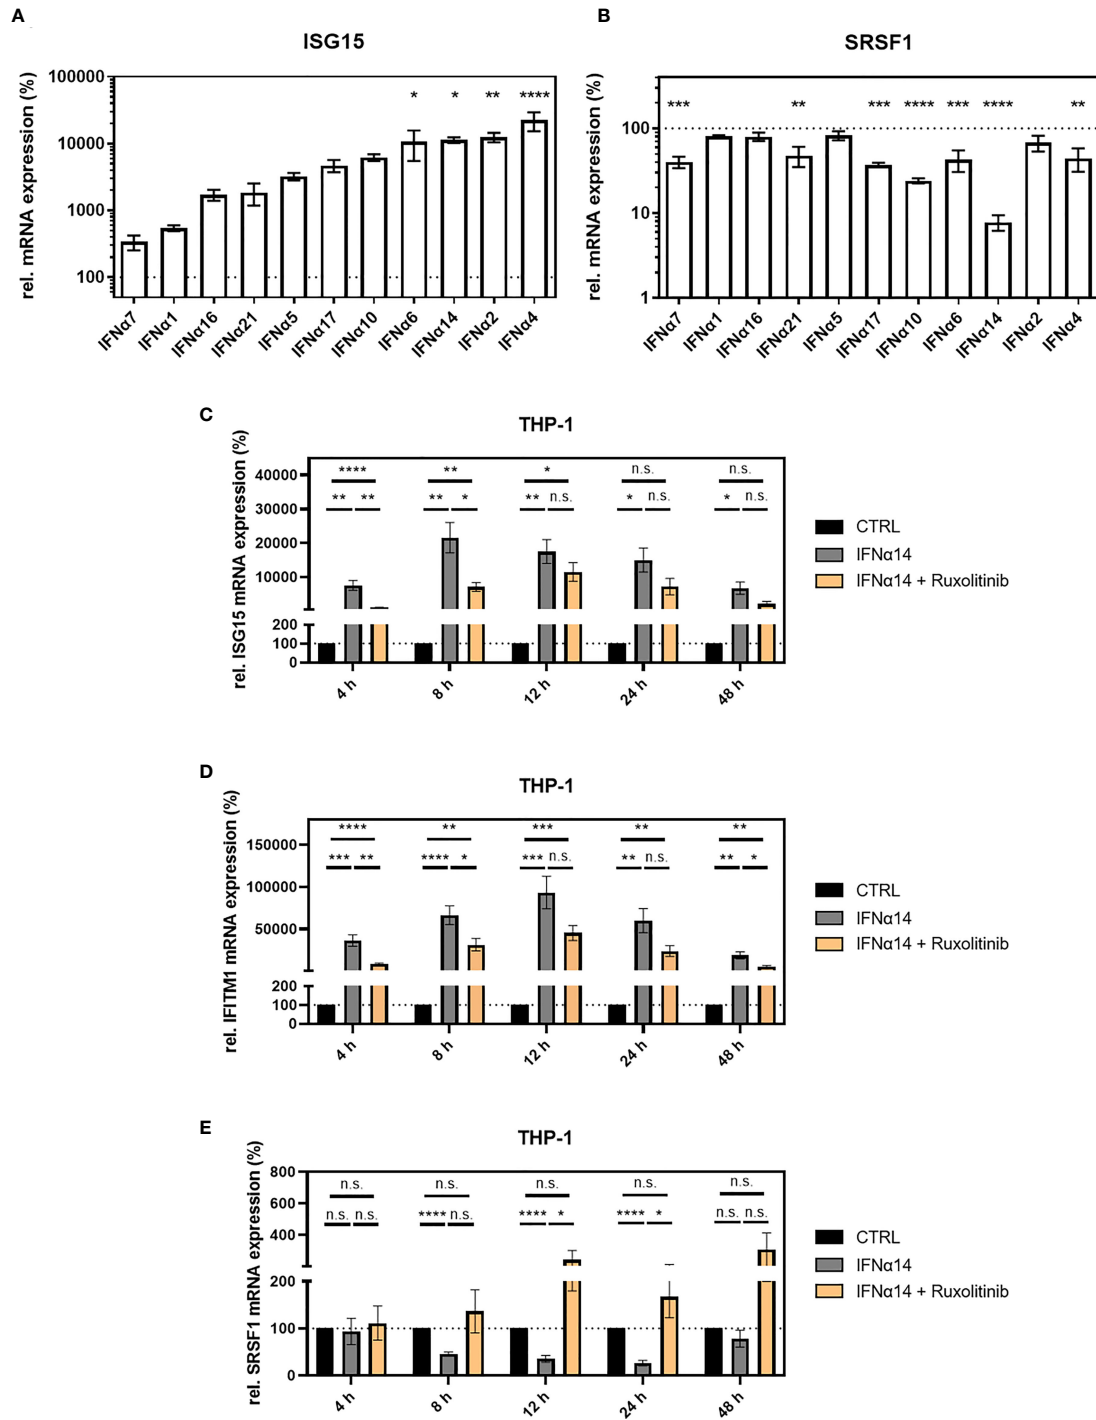 A
B
ISG15
SRSF1
rel. mRNA expression (%)
100000
10000
1000
100
* * ** ****
IFNα7 IFNα1 IFNα16 IFNα21 IFNα5 IFNα17 IFNα10 IFNα6 IFNα14 IFNα2 IFNα4
rel. mRNA expression (%)
100
10
1
*** ** *** **** *** **** **
IFNα7 IFNα1 IFNα16 IFNα21 IFNα5 IFNα17 IFNα10 IFNα6 IFNα14 IFNα2 IFNα4
C
THP-1
rel. ISG15 mRNA expression (%)
40000
30000
20000
10000
200
100
0
**** ** * n.s. n.s.
** ** ** * ** n.s. * n.s. * n.s.
4 h 8 h 12 h 24 h 48 h
CTRL
IFNα14
IFNα14 + Ruxolitinib
D
THP-1
rel. IFITM1 mRNA expression (%)
150000
100000
50000
200
100
0
**** ** *** ** **
*** ** **** * *** n.s. ** n.s. ** *
4 h 8 h 12 h 24 h 48 h
CTRL
IFNα14
IFNα14 + Ruxolitinib
E
THP-1
rel. SRSF1 mRNA expression (%)
800
600
400
200
100
0
n.s. n.s. n.s. n.s. n.s.
n.s. n.s. **** n.s. **** * **** * n.s. n.s.
4 h 8 h 12 h 24 h 48 h
CTRL
IFNα14
IFNα14 + Ruxolitinib